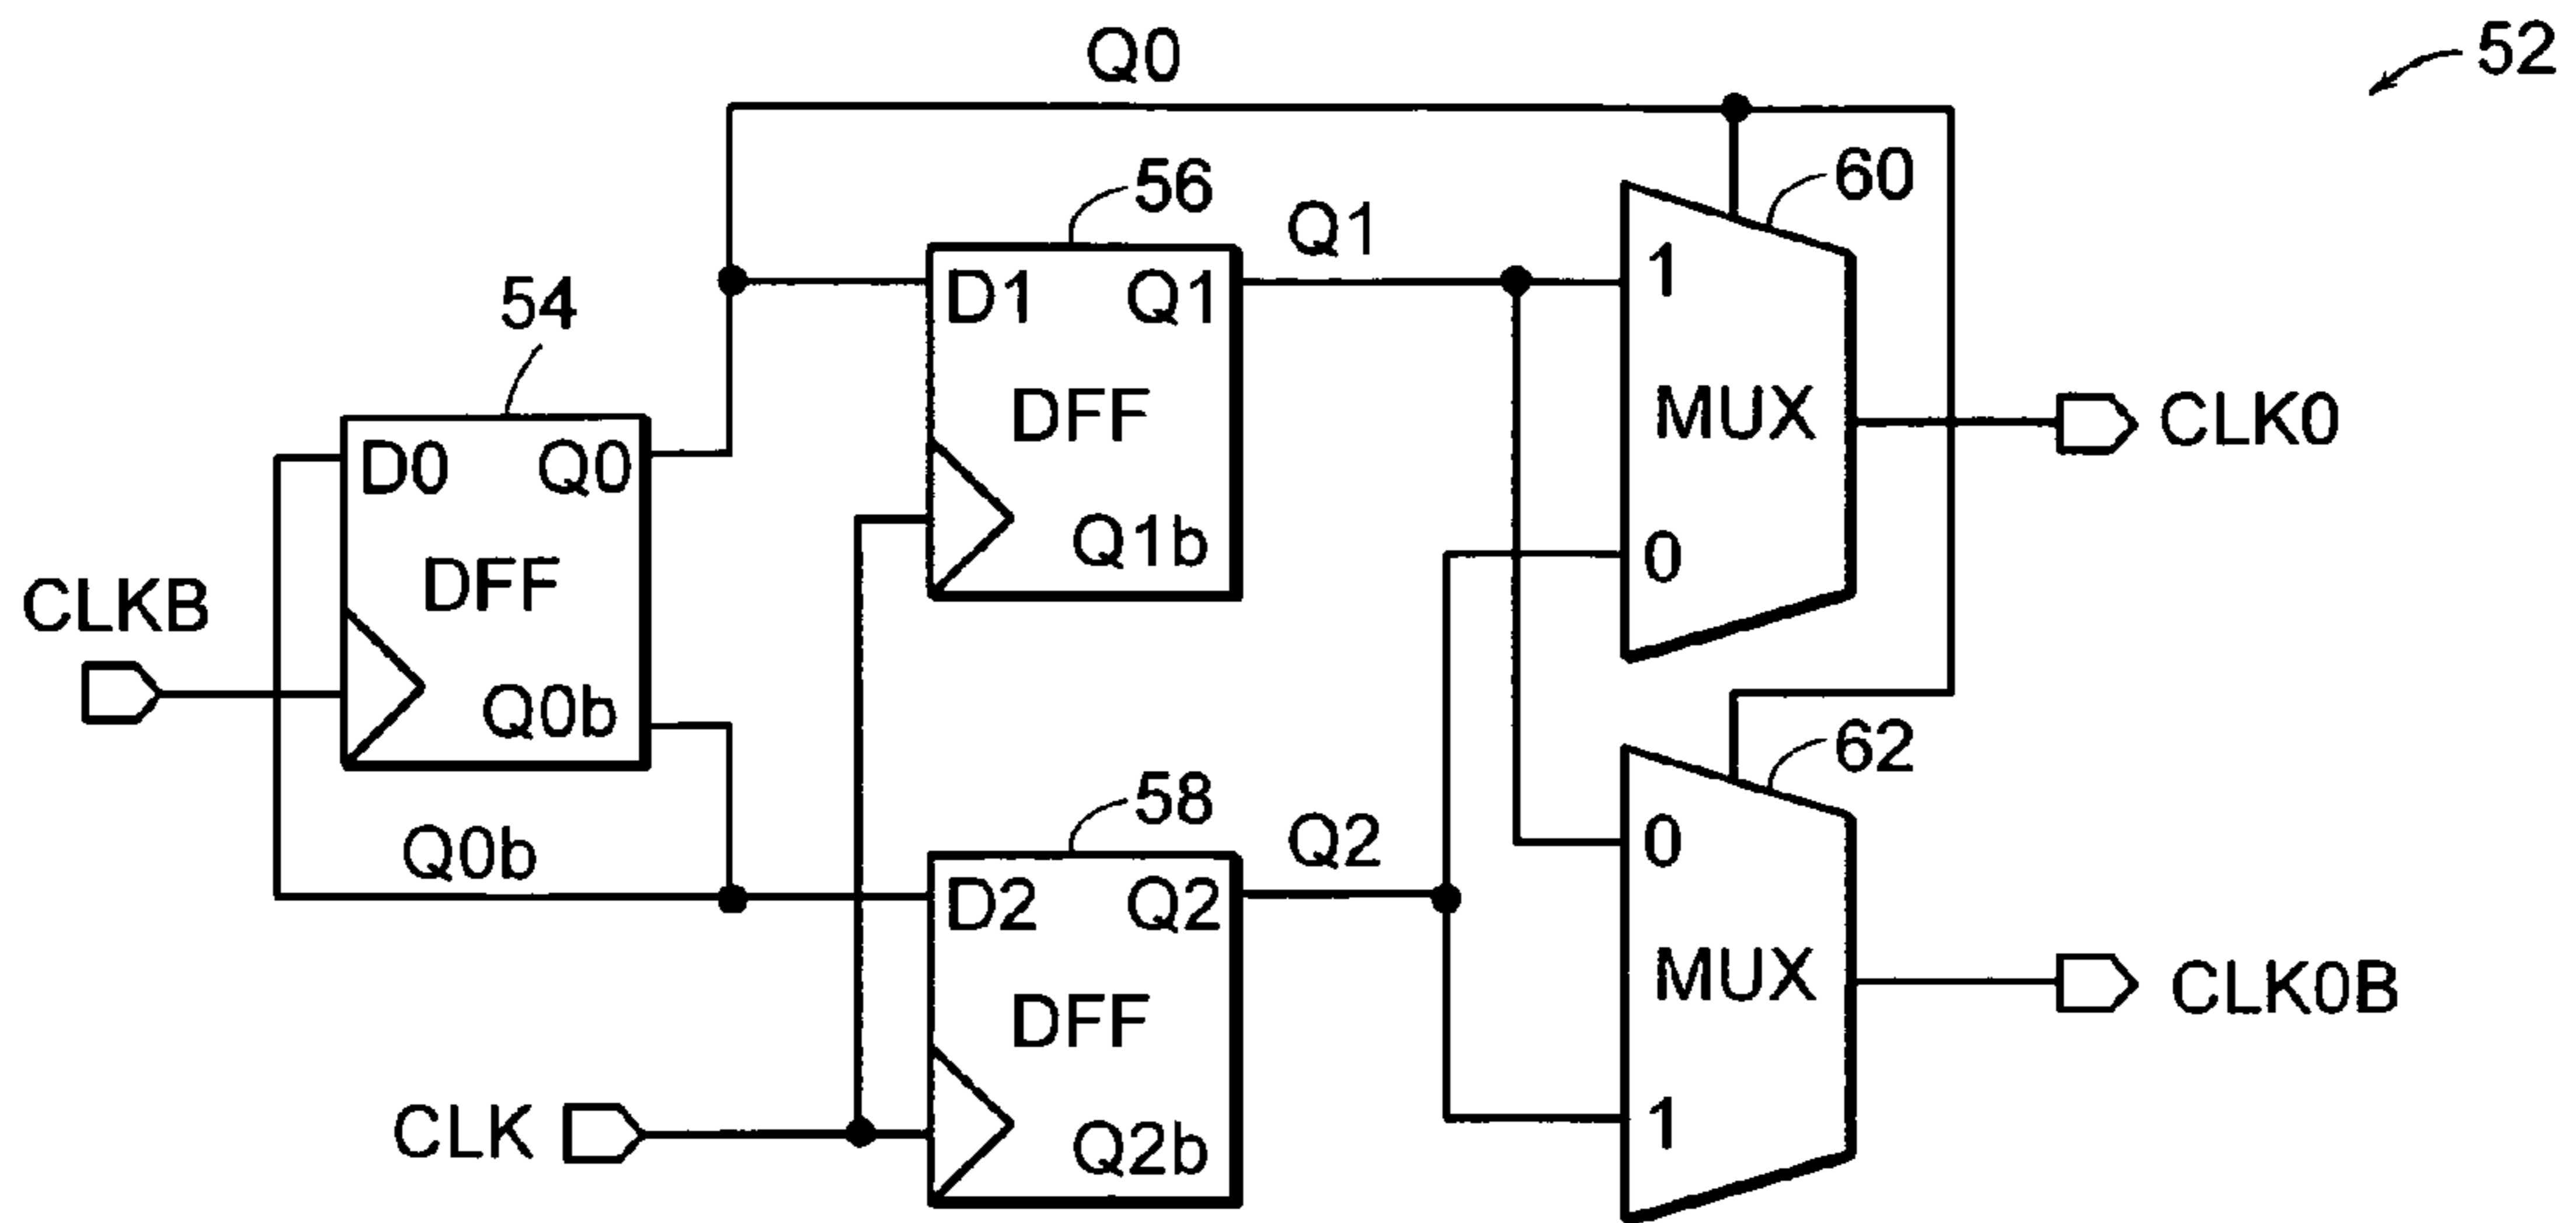 Q0
52
56
60
Q1
D1 Q1
1
54
DFF
MUX
CLK0
D0 Q0
Q1b
0
DFF
CLKB
Q0b
62
58
Q0b
Q2
0
D2 Q2
MUX
CLK0B
DFF
CLK
Q2b
1